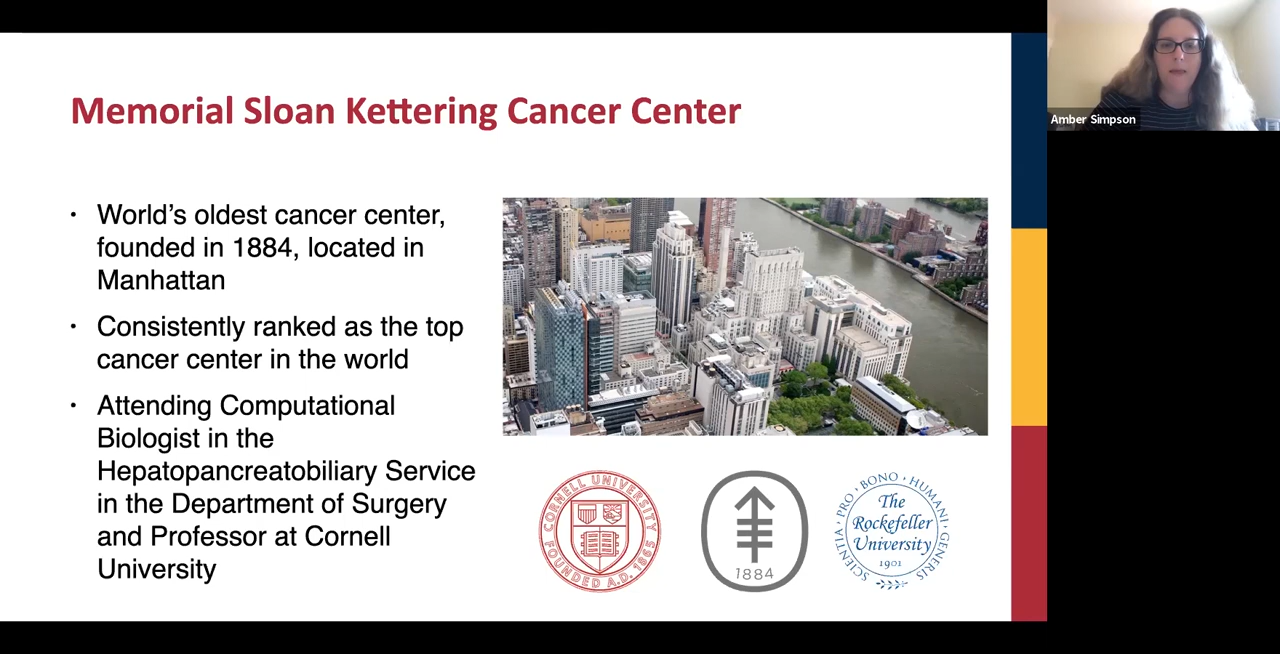 Memorial Sloan Kettering Cancer Center
Amber Simpson
• World's oldest cancer center,
founded in 1884, located in
Manhattan
• Consistently ranked as the top
cancer center in the world
• Attending Computational
Biologist in the
Hepatopancreatobiliary Service
in the Department of Surgery
and Professor at Cornell
University
CORNELL UNIVERSITY
FOUNDED A.D. 1865
1884
SCIENTIA · PRO · BONO · HUMANI · GENERIS
The
Rockefeller
University
1901